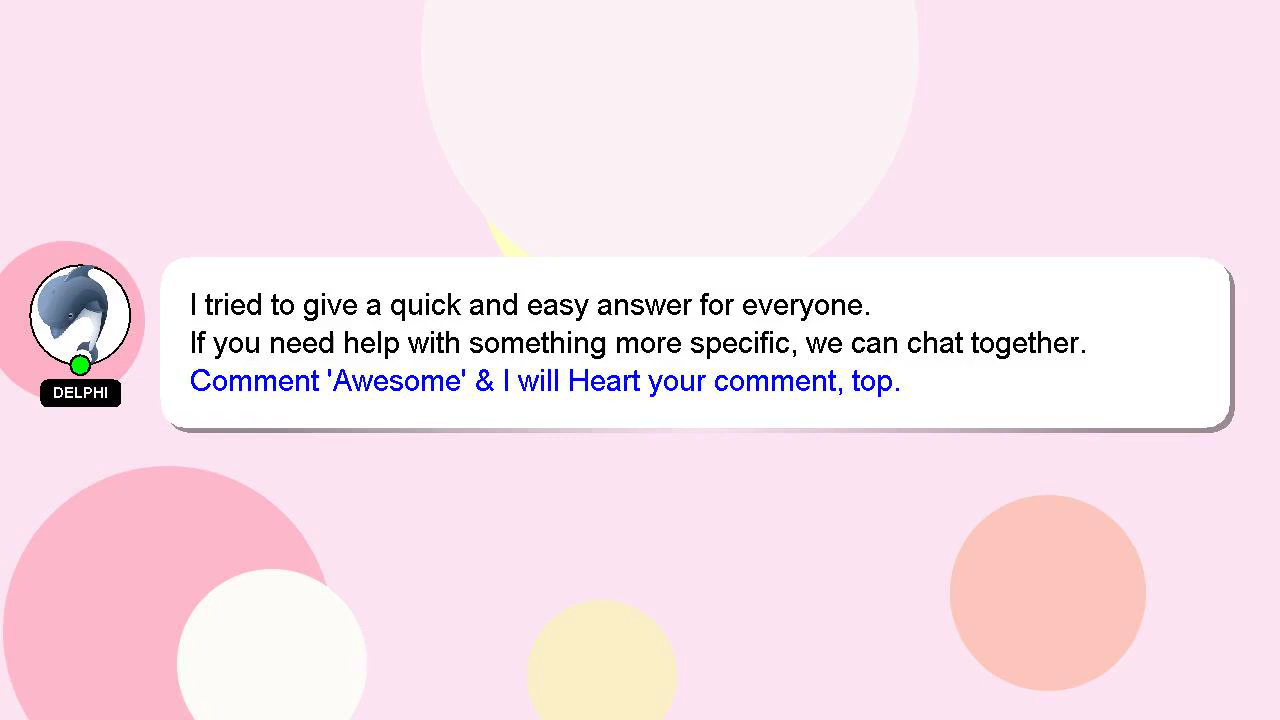 I tried to give a quick and easy answer for everyone.
If you need help with something more specific, we can chat together.
Comment 'Awesome' & I will Heart your comment, top.
DELPHI